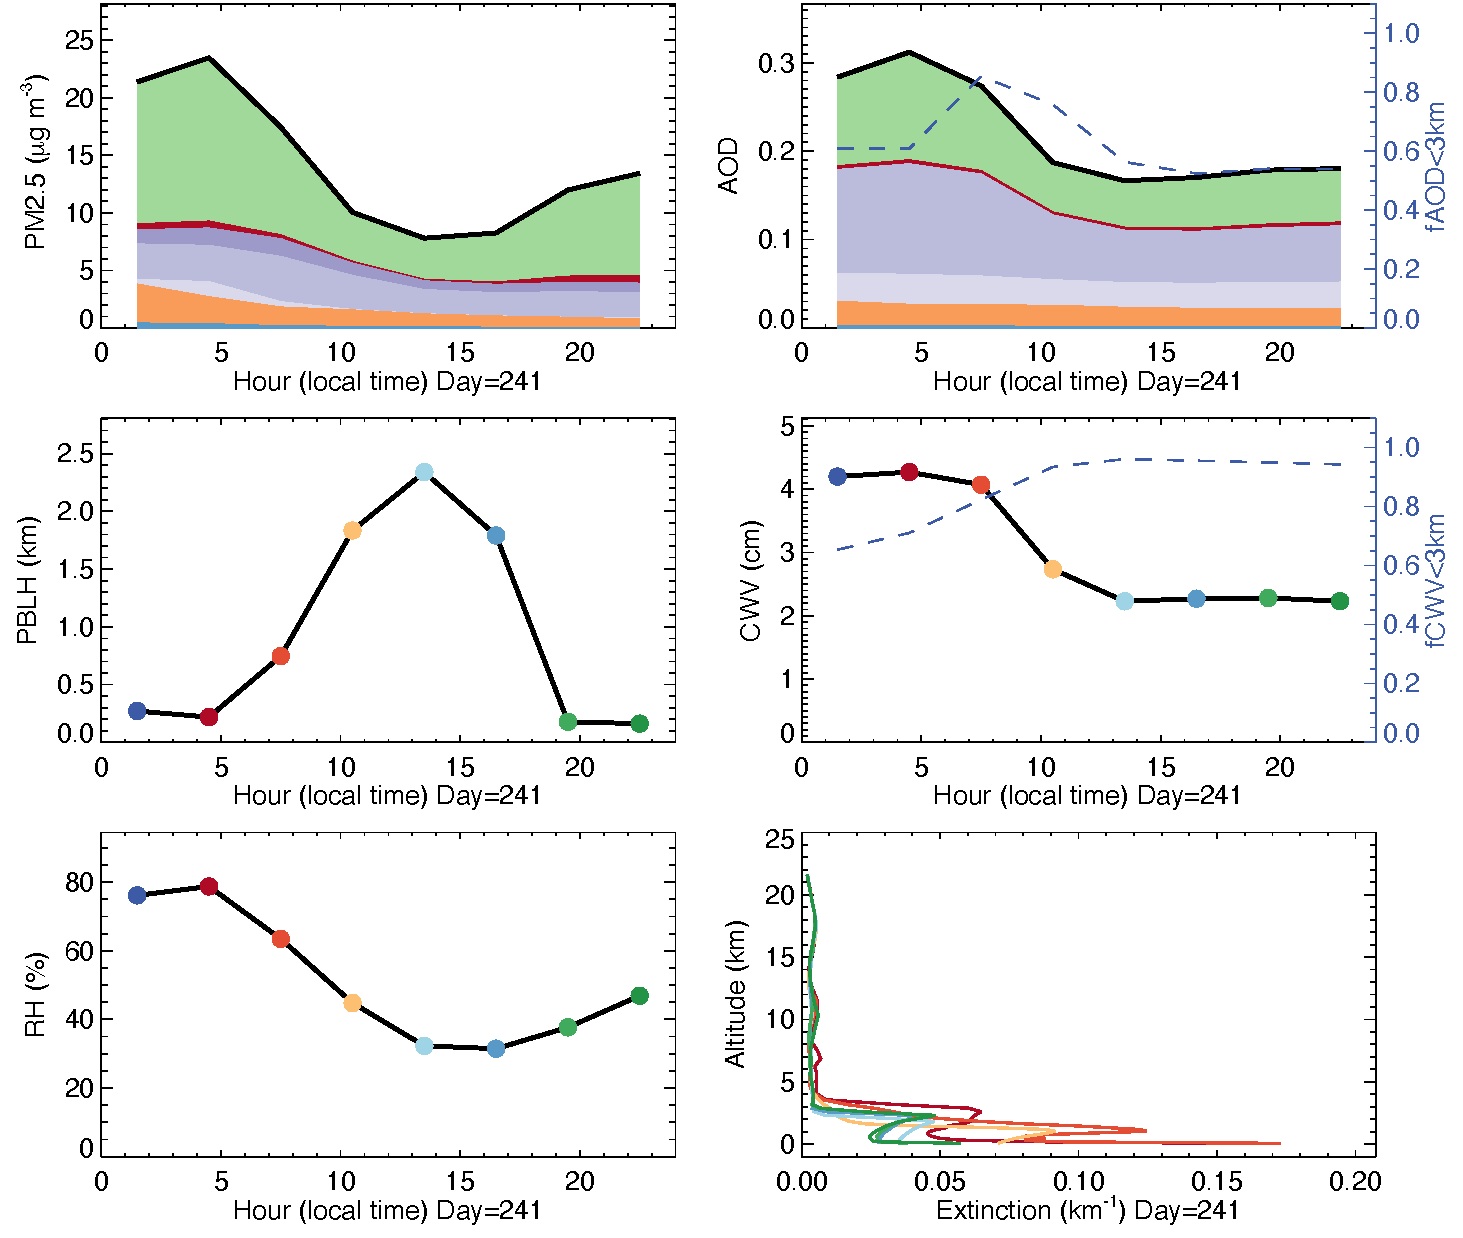 PM2.5 (μg m⁻³)
25
20
15
10
5
0
0 5 10 15 20
Hour (local time) Day=241
AOD
0.3
0.2
0.1
0.0
1.0
0.8
0.6
0.4
0.2
0.0
fAOD<3km
0 5 10 15 20
Hour (local time) Day=241
PBLH (km)
2.5
2.0
1.5
1.0
0.5
0.0
0 5 10 15 20
Hour (local time) Day=241
CWV (cm)
5
4
3
2
1
0
1.0
0.8
0.6
0.4
0.2
0.0
fCWV<3km
0 5 10 15 20
Hour (local time) Day=241
RH (%)
80
60
40
20
0
0 5 10 15 20
Hour (local time) Day=241
Altitude (km)
25
20
15
10
5
0
0.00 0.05 0.10 0.15 0.20
Extinction (km⁻¹) Day=241